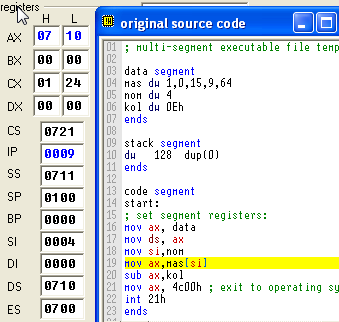 registers
H L
AX 07 10
BX 00 00
CX 01 24
DX 00 00
CS 0721
IP 0009
SS 0711
SP 0100
BP 0000
SI 0004
DI 0000
DS 0710
ES 0700
original source code
01 ; multi-segment executable file temp
02
03 data segment
04 mas dw 1,0,15,9,64
05 nom dw 4
06 kol dw 0Eh
07 ends
08
09 stack segment
10 dw 128 dup(0)
11 ends
12
13 code segment
14 start:
15 ; set segment registers:
16 mov ax, data
17 mov ds, ax
18 mov si,nom
19 mov ax,mas[si]
20 sub ax,kol
21 mov ax, 4c00h ; exit to operating sy
22 int 21h
23 ends